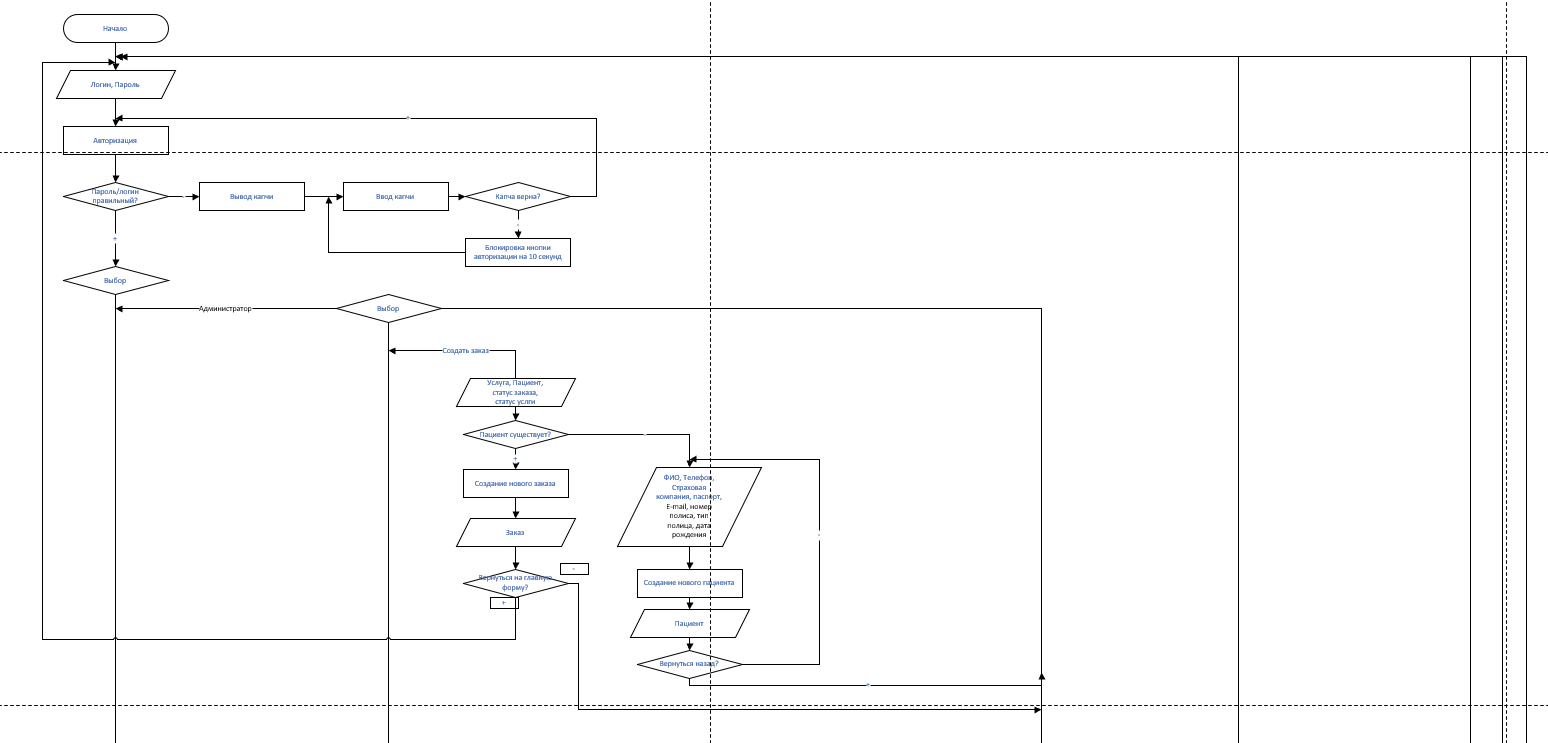 Начало
Логин, Пароль
+
Авторизация
Пароль/логин
правильный?
-
Вывод капчи
Ввод капчи
Капча верна?
-
+
Блокировка кнопки
авторизации на 10 секунд
Выбор
Администратор
Выбор
Создать заказ
Услуга, Пациент,
статус заказа,
статус услги
Пациент существует?
-
+
Создание нового заказа
ФИО, Телефон,
Страховая
компания, паспорт,
E-mail, номер
полиса, тип
полица, дата
рождения
-
Заказ
-
Вернуться на главную
форму?
Создание нового пациента
+
Пациент
Вернуться назад?
+